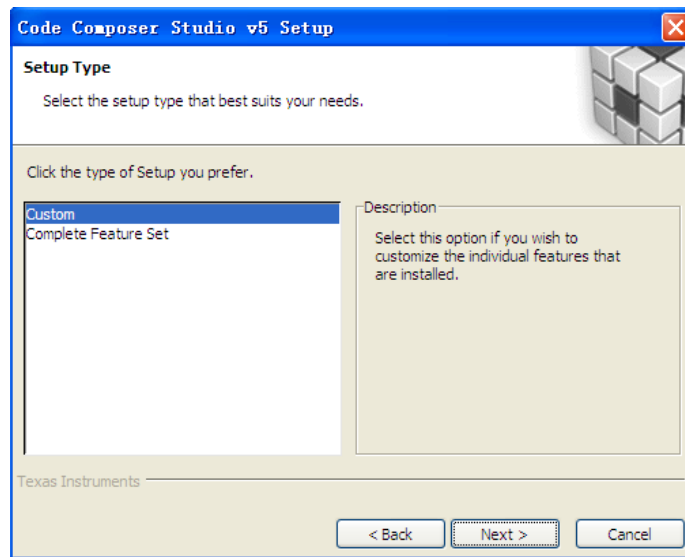 Code Composer Studio v5 Setup
Setup Type
Select the setup type that best suits your needs.
Click the type of Setup you prefer.
Custom
Complete Feature Set
Description
Select this option if you wish to
customize the individual features that
are installed.
Texas Instruments
< Back
Next >
Cancel